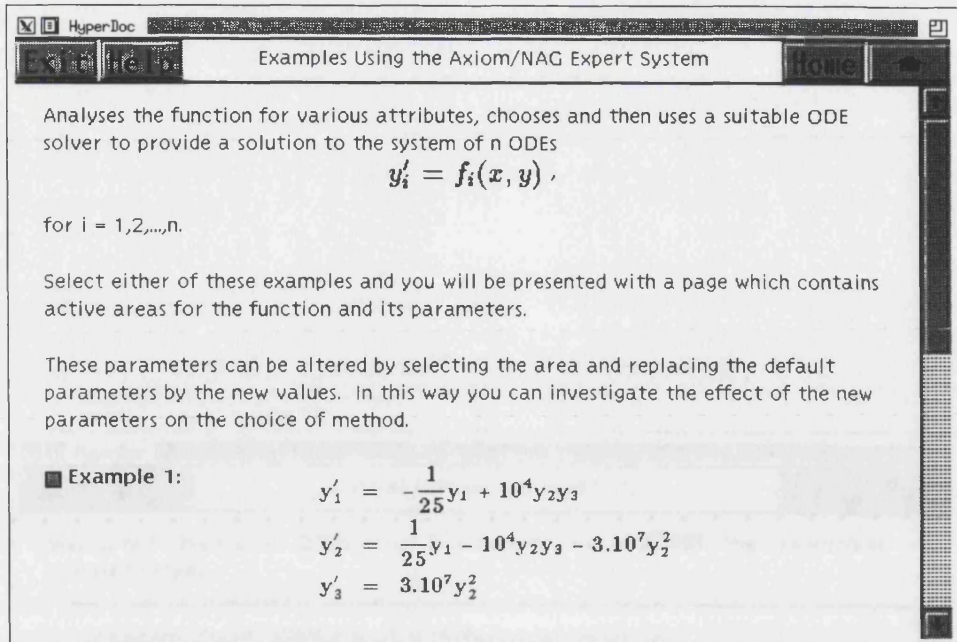 HyperDoc
Exit Help Examples Using the Axiom/NAG Expert System Home
Analyses the function for various attributes, chooses and then uses a suitable ODE
solver to provide a solution to the system of n ODEs
y′ᵢ = fᵢ(x, y) ,
for i = 1,2,...,n.
Select either of these examples and you will be presented with a page which contains
active areas for the function and its parameters.
These parameters can be altered by selecting the area and replacing the default
parameters by the new values. In this way you can investigate the effect of the new
parameters on the choice of method.
Example 1:
y′₁ = -1/25 y₁ + 10⁴y₂y₃
y′₂ = 1/25 y₁ - 10⁴y₂y₃ - 3.10⁷y₂²
y′₃ = 3.10⁷y₂²